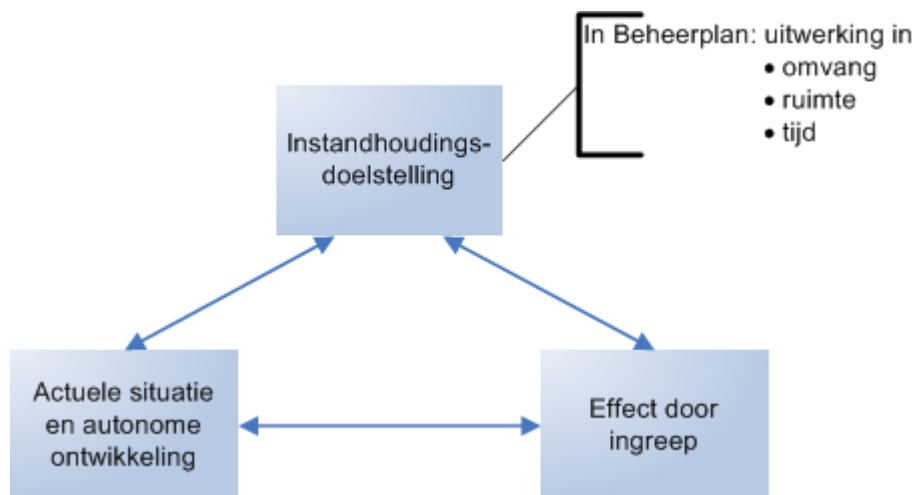 In Beheerplan: uitwerking in
• omvang
• ruimte
• tijd
Instandhoudings-
doelstelling
Actuele situatie
en autonome
ontwikkeling
Effect door
ingreep